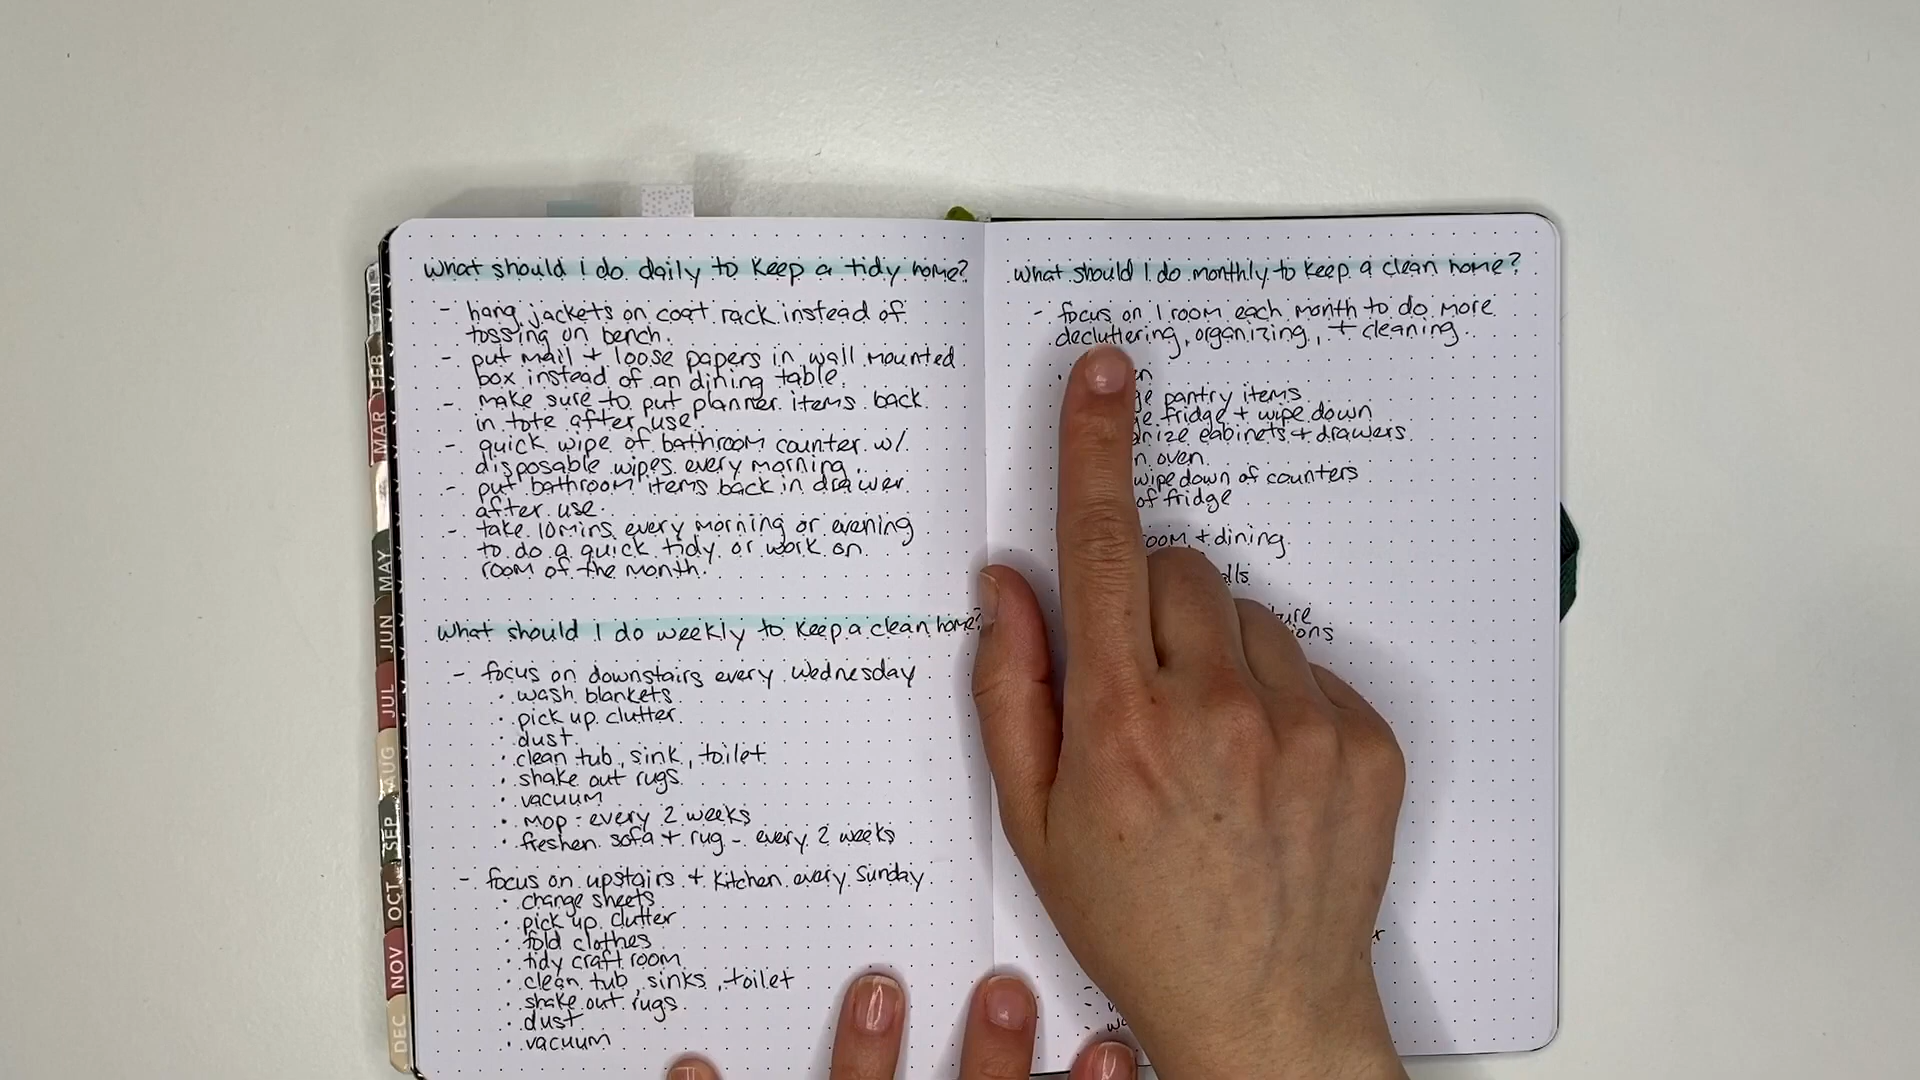 What should I do daily to keep a tidy home?
- hang jackets on coat rack instead of
tossing on bench.
- put mail + loose papers in wall mounted
box instead of an dining table.
- make sure to put planner items back
in tote after use.
- quick wipe of bathroom counter w/
disposable wipes every morning.
- put bathroom items back in drawer
after use.
- take 10mins every morning or evening
to do a quick tidy or work on
room of the month.
What should I do weekly to keep a clean home?
- focus on downstairs every Wednesday
• wash blankets
• pick up clutter
• dust
• clean tub, sink, toilet
• shake out rugs
• vacuum
• mop - every 2 weeks
• freshen sofa + rug - every 2 weeks
- focus on upstairs + kitchen every Sunday
• change sheets
• pick up clutter
• fold clothes
• tidy craft room
• clean tub, sinks, toilet
• shake out rugs
• dust
• vacuum
What should I do monthly to keep a clean home?
- focus on 1 room each month to do more
decluttering, organizing, + cleaning.
pantry items
fridge + wipe down
cabinets + drawers
oven
wipe down of counters
of fridge
+ dining
JAN
FEB
MAR
MAY
JUN
JUL
AUG
SEP
OCT
NOV
DEC